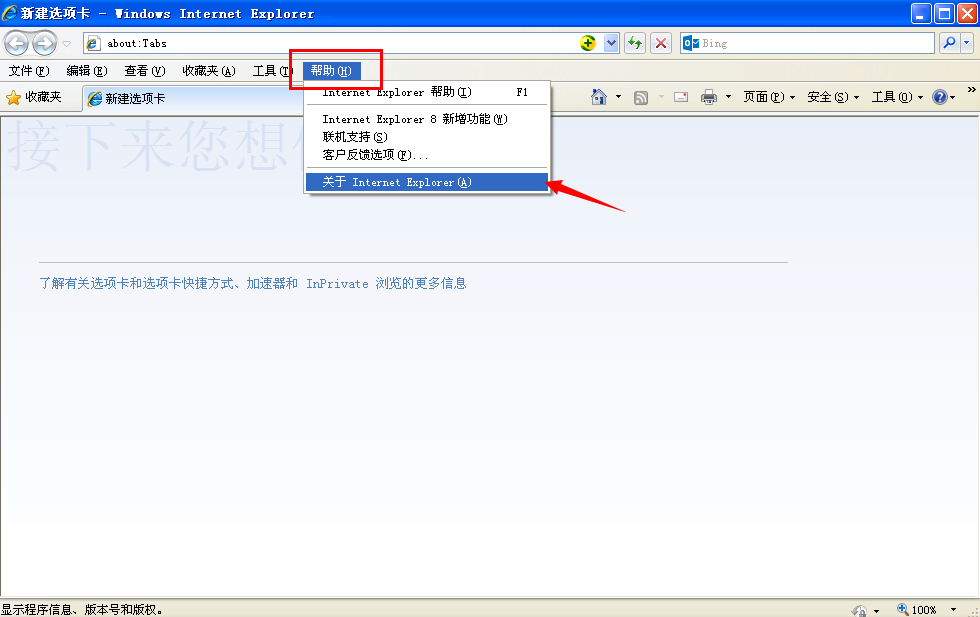 新建选项卡 - Windows Internet Explorer
about:Tabs
Bing
文件(F) 编辑(E) 查看(V) 收藏夹(A) 工具(T) 帮助(H)
收藏夹 新建选项卡
页面(P) 安全(S) 工具(O)
Internet Explorer 帮助(I) F1
Internet Explorer 8 新增功能(W)
联机支持(S)
客户反馈选项(F)...
关于 Internet Explorer(A)
接下来您想
了解有关选项卡和选项卡快捷方式、加速器和 InPrivate 浏览的更多信息
显示程序信息、版本号和版权。 100%